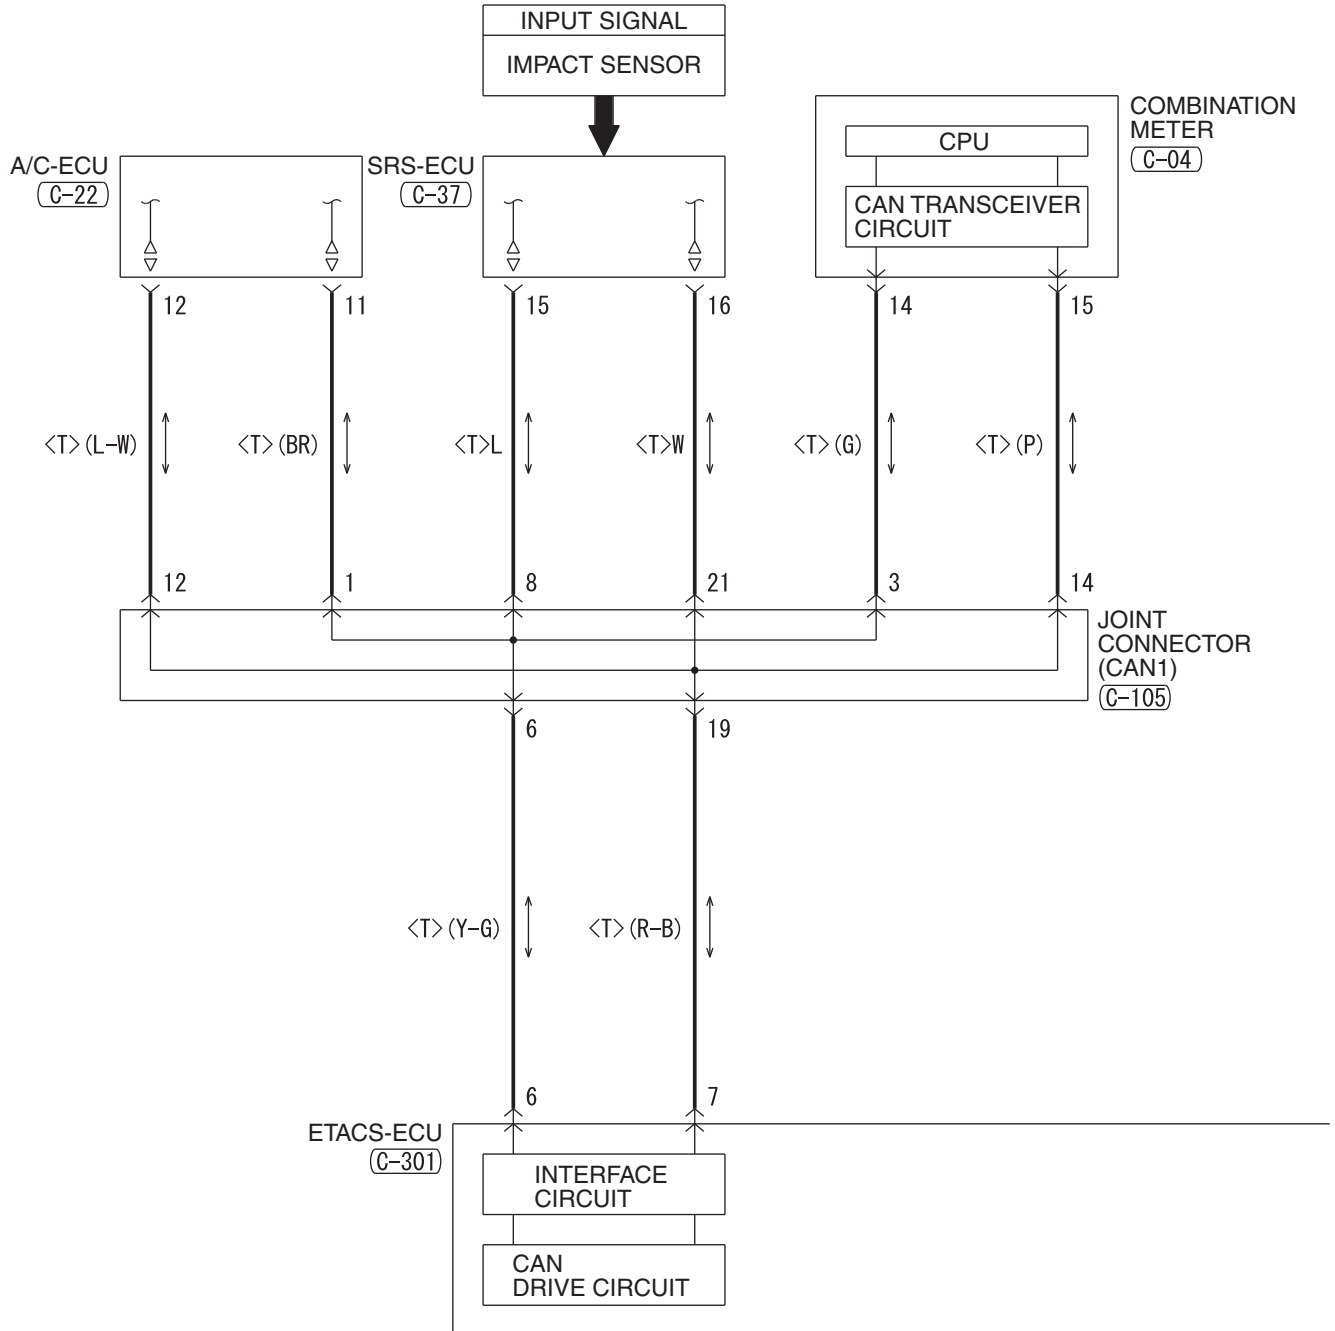 INPUT SIGNAL
IMPACT SENSOR
COMBINATION
METER
C-04
CPU
CAN TRANSCEIVER
CIRCUIT
A/C-ECU
C-22
SRS-ECU
C-37
12 11 15 16 14 15
<T>(L-W) <T>(BR) <T>L <T>W <T>(G) <T>(P)
12 1 8 21 3 14
JOINT
CONNECTOR
(CAN1)
C-105
6 19
<T>(Y-G) <T>(R-B)
6 7
ETACS-ECU
C-301
INTERFACE
CIRCUIT
CAN
DRIVE CIRCUIT